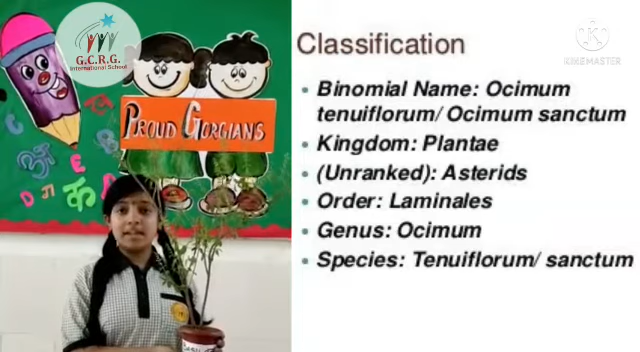 G.C.R.G.
International School
PROUD GORGIANS
E
D
क
Classification
KINEMASTER
Binomial Name: Ocimum
tenuiflorum/ Ocimum sanctum
Kingdom: Plantae
(Unranked): Asterids
Order: Laminales
Genus: Ocimum
Species: Tenuiflorum/ sanctum